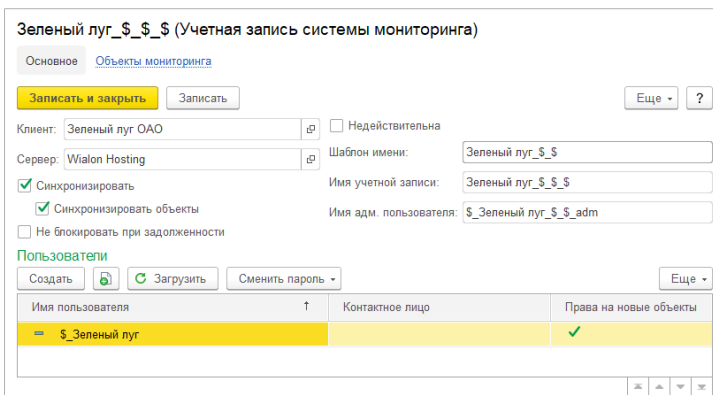 Зеленый луг_$_$_$ (Учетная запись системы мониторинга)
Основное Объекты мониторинга
Записать и закрыть Записать Еще ?
Клиент: Зеленый луг ОАО Недействительна
Сервер: Wialon Hosting Шаблон имени: Зеленый луг_$_$
Синхронизировать Имя учетной записи: Зеленый луг_$_$_$
Синхронизировать объекты Имя адм. пользователя: $_Зеленый луг_$_$_adm
Не блокировать при задолженности
Пользователи
Создать Загрузить Сменить пароль Еще
Имя пользователя Контактное лицо Права на новые объекты
$_Зеленый луг